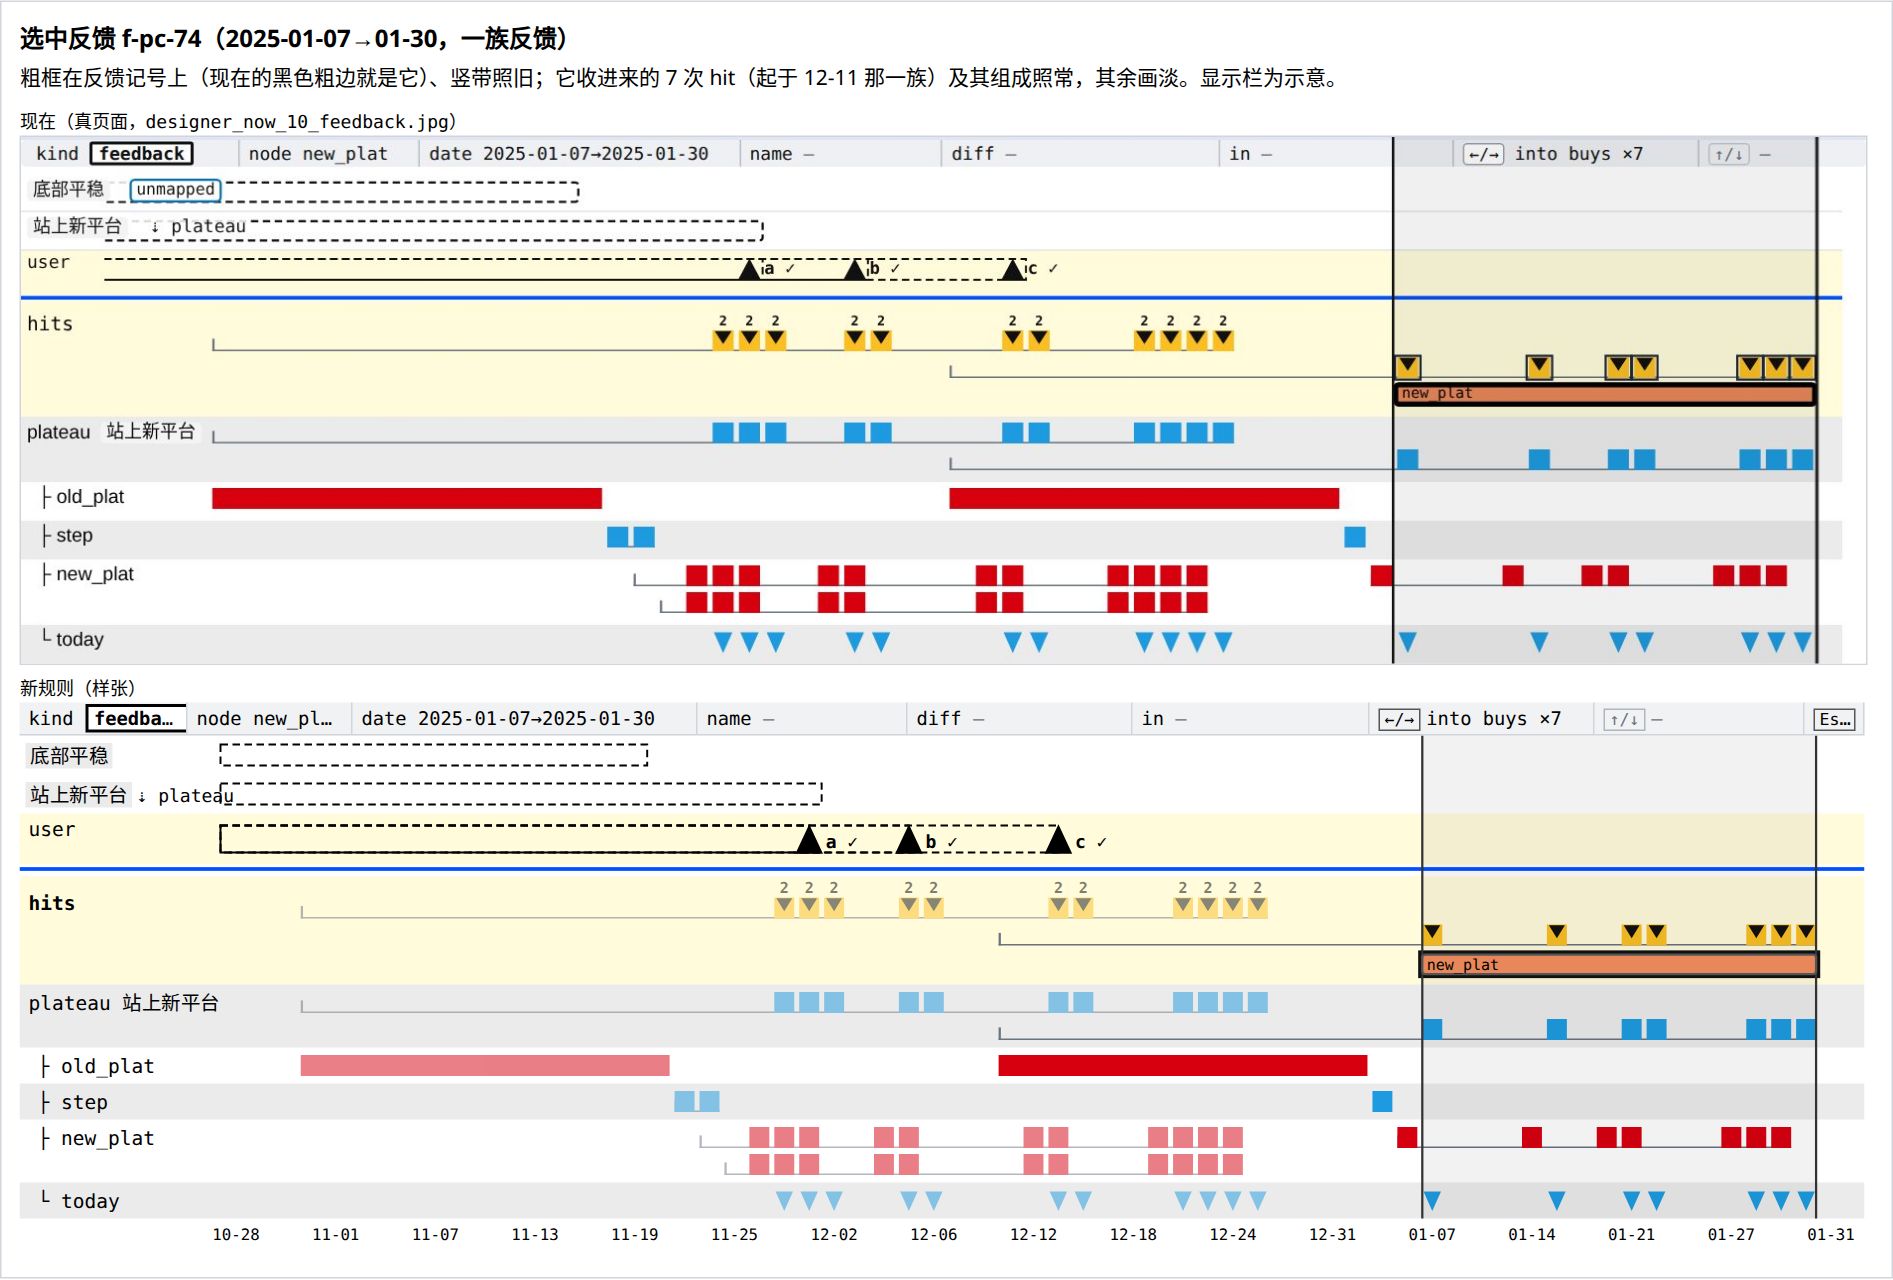 选中反馈 f-pc-74（2025-01-07→01-30，一族反馈）
粗框在反馈记号上（现在的黑色粗边就是它）、竖带照旧；它收进来的 7 次 hit（起于 12-11 那一族）及其组成照常，其余画淡。显示栏为示意。
现在（真页面，designer_now_10_feedback.jpg）
kind feedback node new_plat date 2025-01-07→2025-01-30 name — diff — in — ←/→ into buys ×7 ↑/↓ —
底部平稳 unmapped
站上新平台 ⇣ plateau
user a ✓ b ✓ c ✓
2 2 2 2 2 2 2 2 2 2 2
hits
new_plat
plateau 站上新平台
├ old_plat
├ step
├ new_plat
└ today
新规则（样张）
kind feedba… node new_pl… date 2025-01-07→2025-01-30 name — diff — in — ←/→ into buys ×7 ↑/↓ — Es…
底部平稳
站上新平台 ⇣ plateau
user a ✓ b ✓ c ✓
2 2 2 2 2 2 2 2 2 2 2
hits
new_plat
plateau 站上新平台
├ old_plat
├ step
├ new_plat
└ today
10-28 11-01 11-07 11-13 11-19 11-25 12-02 12-06 12-12 12-18 12-24 12-31 01-07 01-14 01-21 01-27 01-31